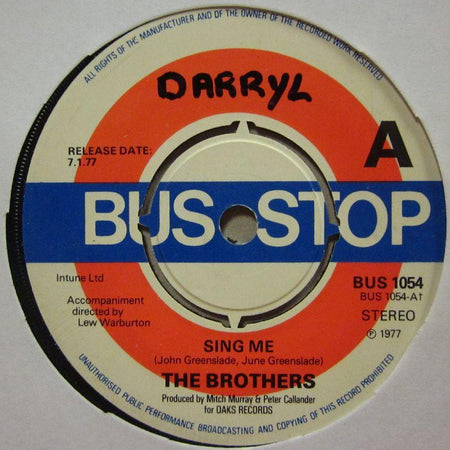 ALL RIGHTS OF THE MANUFACTURER AND OF THE OWNER OF THE RECORDED WORK RESERVED
DARRYL
RELEASE DATE:
7.1.77
A
BUS STOP
Intune Ltd
Accompaniment
directed by
Lew Warburton
BUS 1054
BUS 1054-A†
STEREO
℗ 1977
SING ME
(John Greenslade, June Greenslade)
THE BROTHERS
Produced by Mitch Murray & Peter Callander
for OAKS RECORDS
UNAUTHORISED PUBLIC PERFORMANCE BROADCASTING AND COPYING OF THIS RECORD PROHIBITED